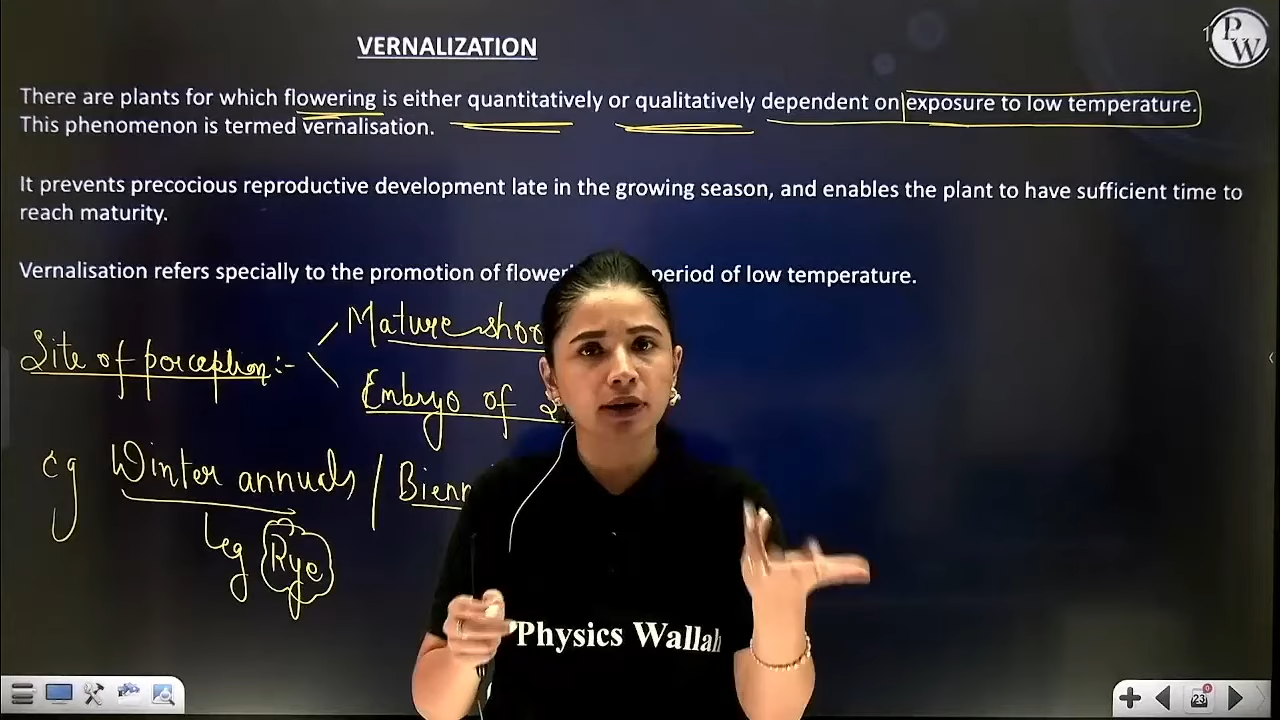 VERNALIZATION
PW
There are plants for which flowering is either quantitatively or qualitatively dependent on exposure to low temperature.
This phenomenon is termed vernalisation.
It prevents precocious reproductive development late in the growing season, and enables the plant to have sufficient time to
reach maturity.
Vernalisation refers specially to the promotion of period of low temperature.
Site of porception:-
Mature
Embryo of
eg Winter annuals /
eg Rye
Physics Wallah
23